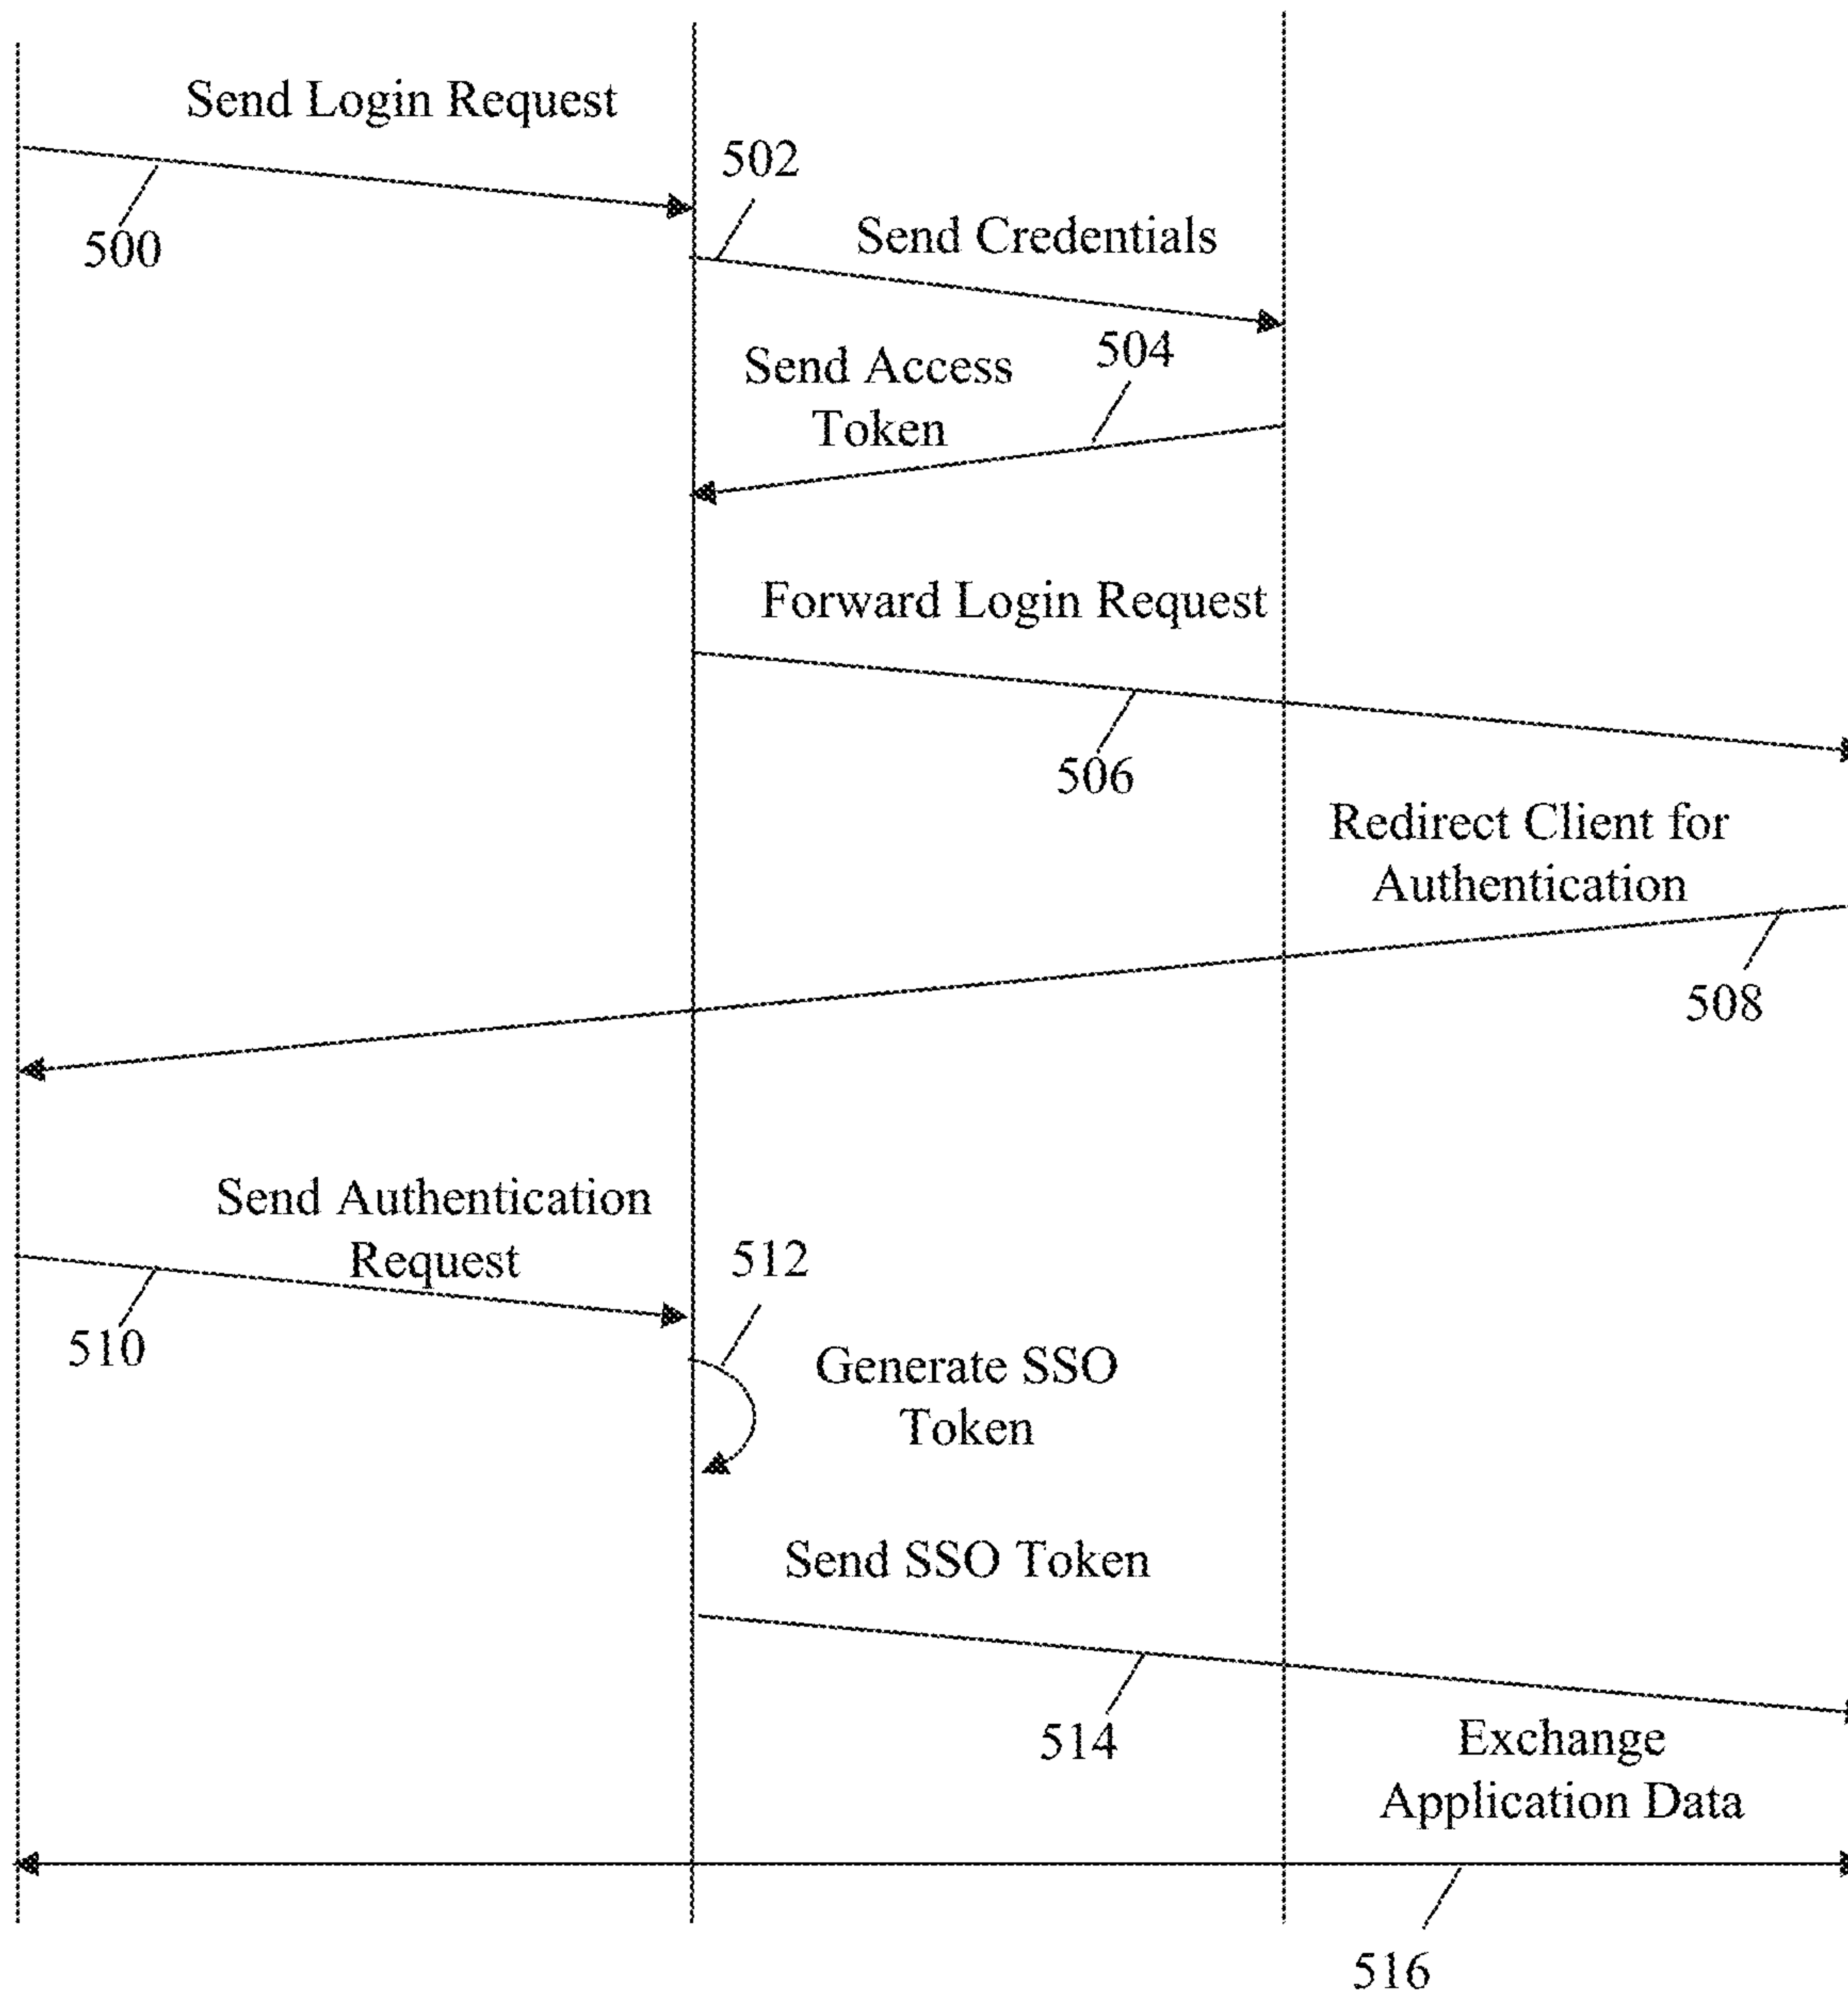 Send Login Request
502
500
Send Credentials
504
Send Access
Token
Forward Login Request
506
Redirect Client for
Authentication
508
Send Authentication
Request
512
510
Generate SSO
Token
Send SSO Token
514
Exchange
Application Data
516